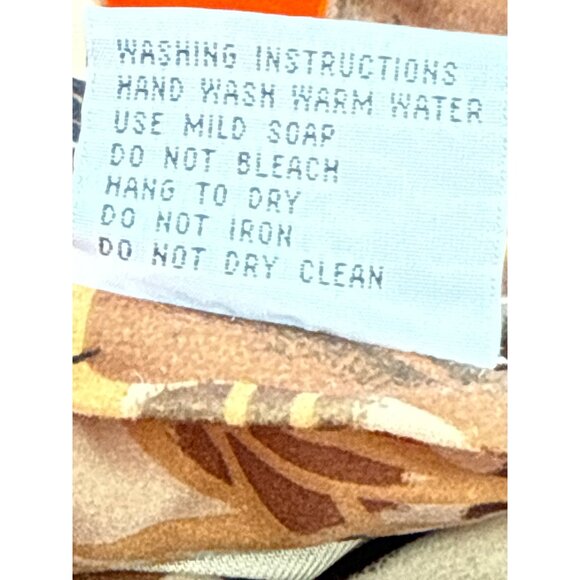 WASHING INSTRUCTIONS
HAND WASH WARM WATER
USE MILD SOAP
DO NOT BLEACH
HANG TO DRY
DO NOT IRON
DO NOT DRY CLEAN